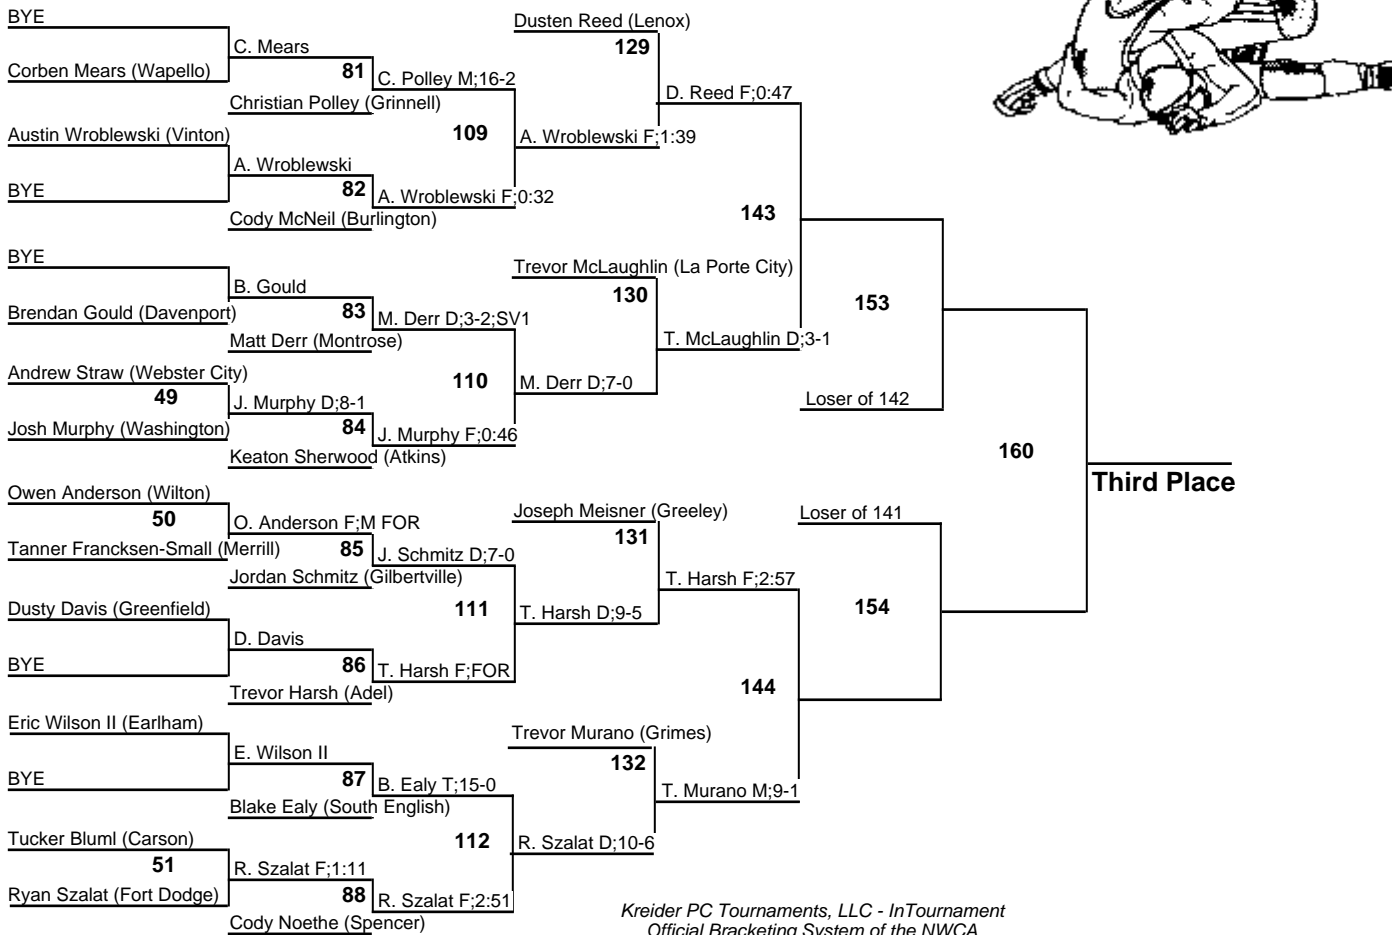 BYE
Dusten Reed (Lenox)
C. Mears
129
Corben Mears (Wapello)
81
C. Polley M;16-2
D. Reed F;0:47
Christian Polley (Grinnell)
Austin Wroblewski (Vinton)
109
A. Wroblewski F;1:39
A. Wroblewski
BYE
82
A. Wroblewski F;0:32
Cody McNeil (Burlington)
143
BYE
Trevor McLaughlin (La Porte City)
B. Gould
130
153
Brendan Gould (Davenport)
83
M. Derr D;3-2;SV1
Matt Derr (Montrose)
T. McLaughlin D;3-1
Andrew Straw (Webster City)
110
M. Derr D;7-0
49
J. Murphy D;8-1
Loser of 142
Josh Murphy (Washington)
84
J. Murphy F;0:46
Keaton Sherwood (Atkins)
160
Third Place
Owen Anderson (Wilton)
Joseph Meisner (Greeley)
Loser of 141
50
O. Anderson F;M FOR
131
Tanner Francksen-Small (Merrill)
85
J. Schmitz D;7-0
Jordan Schmitz (Gilbertville)
T. Harsh F;2:57
Dusty Davis (Greenfield)
111
T. Harsh D;9-5
154
D. Davis
BYE
86
T. Harsh F;FOR
Trevor Harsh (Adel)
144
Eric Wilson II (Earlham)
Trevor Murano (Grimes)
E. Wilson II
132
BYE
87
B. Ealy T;15-0
T. Murano M;9-1
Blake Ealy (South English)
Tucker Bluml (Carson)
112
R. Szalat D;10-6
51
R. Szalat F;1:11
Ryan Szalat (Fort Dodge)
88
R. Szalat F;2:51
Cody Noethe (Spencer)
Kreider PC Tournaments, LLC - InTournament
Official Bracketing System of the NWCA